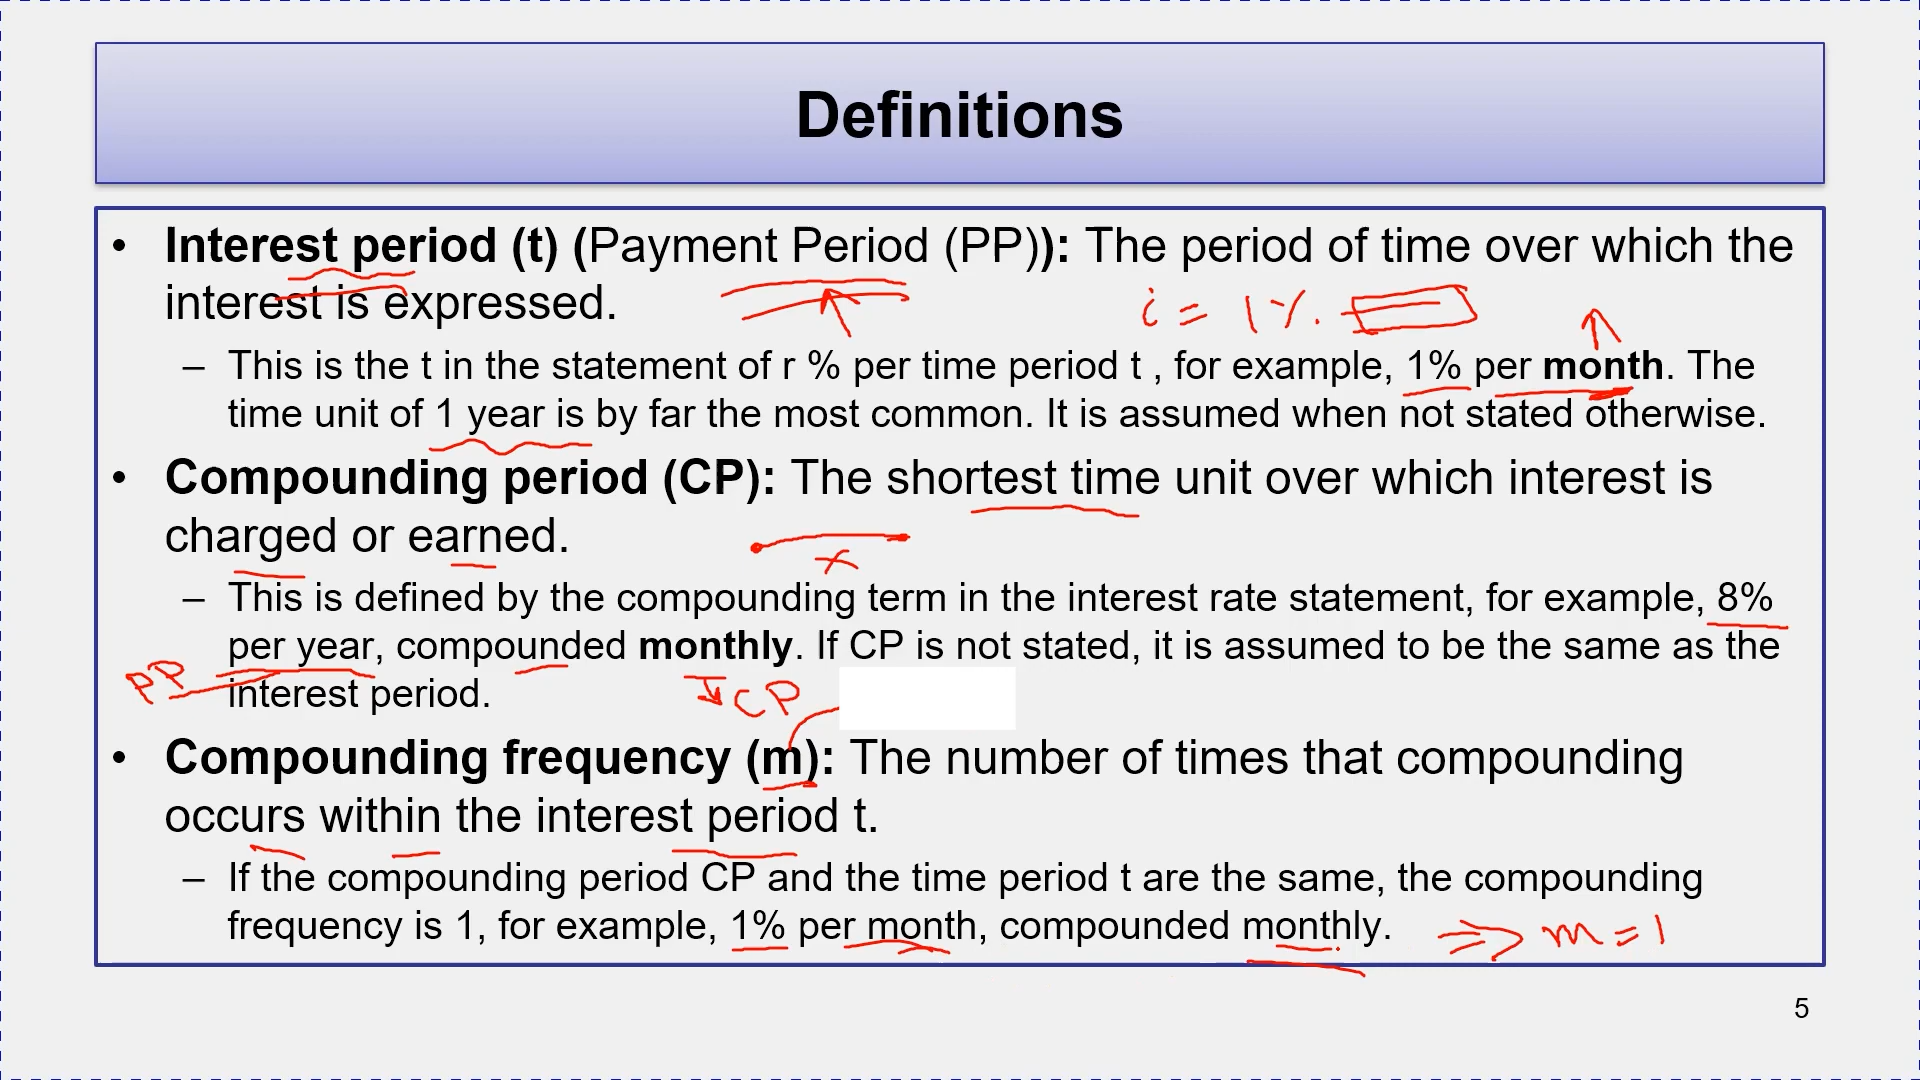 Definitions
• Interest period (t) (Payment Period (PP)): The period of time over which the
interest is expressed.
i = 1%.
– This is the t in the statement of r % per time period t , for example, 1% per month. The
time unit of 1 year is by far the most common. It is assumed when not stated otherwise.
• Compounding period (CP): The shortest time unit over which interest is
charged or earned.
– This is defined by the compounding term in the interest rate statement, for example, 8%
per year, compounded monthly. If CP is not stated, it is assumed to be the same as the
PP
interest period.
CP
• Compounding frequency (m): The number of times that compounding
occurs within the interest period t.
– If the compounding period CP and the time period t are the same, the compounding
frequency is 1, for example, 1% per month, compounded monthly. ⇒ m = 1
5